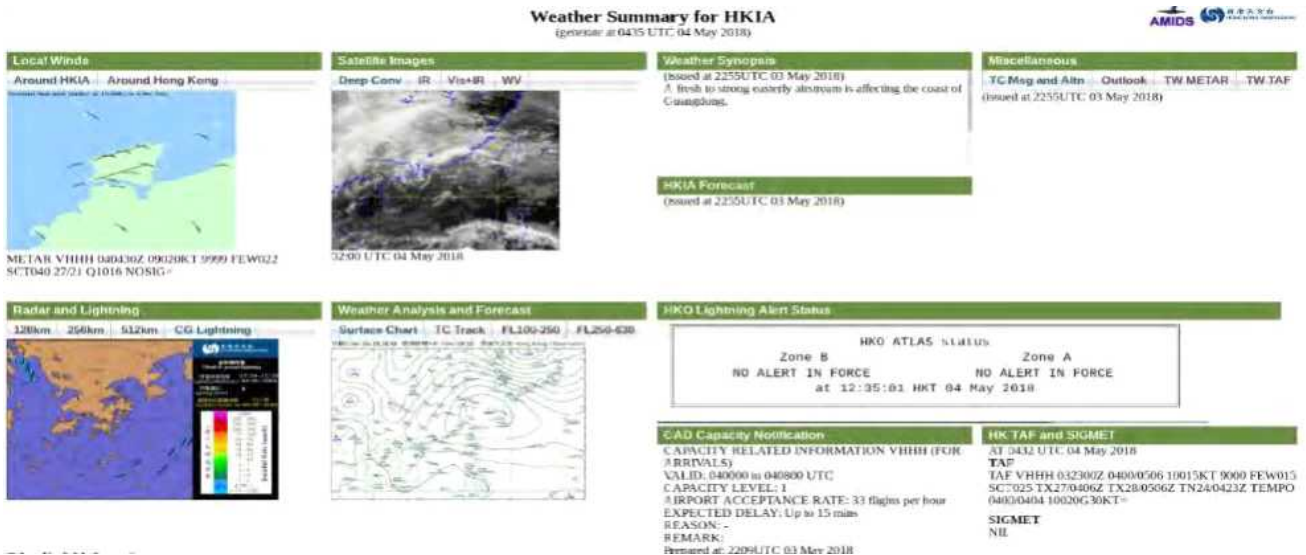 Weather Summary for HKIA
(generate at 0435 UTC 04 May 2018)
AMIDS
Local Winds
Around HKIA Around Hong Kong
METAR VHHH 040430Z 09020KT 9999 FEW022
SCT040 27/21 Q1016 NOSIG=
Satellite Images
Deep Conv IR Vis+IR WV
02:00 UTC 04 May 2018
Weather Synopsis
(issued at 2255UTC 03 May 2018)
A fresh to strong easterly airstream is affecting the coast of
Guangdong.
HKIA Forecast
(issued at 2255UTC 03 May 2018)
Miscellaneous
TC Msg and Altn Outlook TW METAR TW TAF
(issued at 2255UTC 03 May 2018)
Radar and Lightning
128km 256km 512km CG Lightning
Weather Analysis and Forecast
Surface Chart TC Track FL100-250 FL250-630
HKO Lightning Alert Status
HKO ATLAS status
Zone B Zone A
NO ALERT IN FORCE NO ALERT IN FORCE
at 12:35:01 HKT 04 May 2018
CAD Capacity Notification
CAPACITY RELATED INFORMATION VHHH (FOR
ARRIVALS)
VALID: 040000 to 040800 UTC
CAPACITY LEVEL: 1
AIRPORT ACCEPTANCE RATE: 33 flights per hour
EXPECTED DELAY: Up to 15 mins
REASON: -
REMARK:
Prepared at: 2209UTC 03 May 2018
HK TAF and SIGMET
AT 0432 UTC 04 May 2018
TAF
TAF VHHH 032300Z 0400/0506 10015KT 9000 FEW015
SCT025 TX27/0406Z TX28/0506Z TN24/0423Z TEMPO
0400/0404 10020G30KT=
SIGMET
NIL